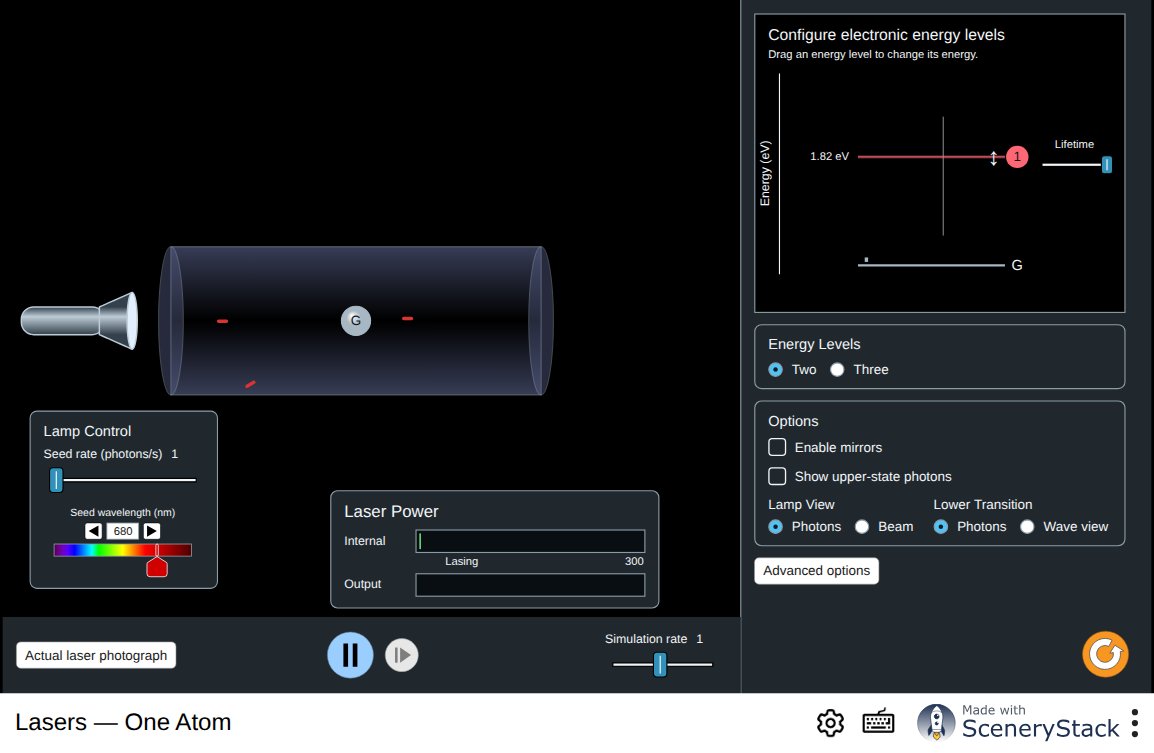 Configure electronic energy levels
Drag an energy level to change its energy.
Energy (eV)
1.82 eV
1
Lifetime
G
G
Energy Levels
Two
Three
Lamp Control
Seed rate (photons/s) 1
Seed wavelength (nm)
680
Laser Power
Internal
Lasing
300
Output
Options
Enable mirrors
Show upper-state photons
Lamp View
Lower Transition
Photons
Beam
Photons
Wave view
Advanced options
Actual laser photograph
Simulation rate 1
Lasers — One Atom
Made with
SceneryStack